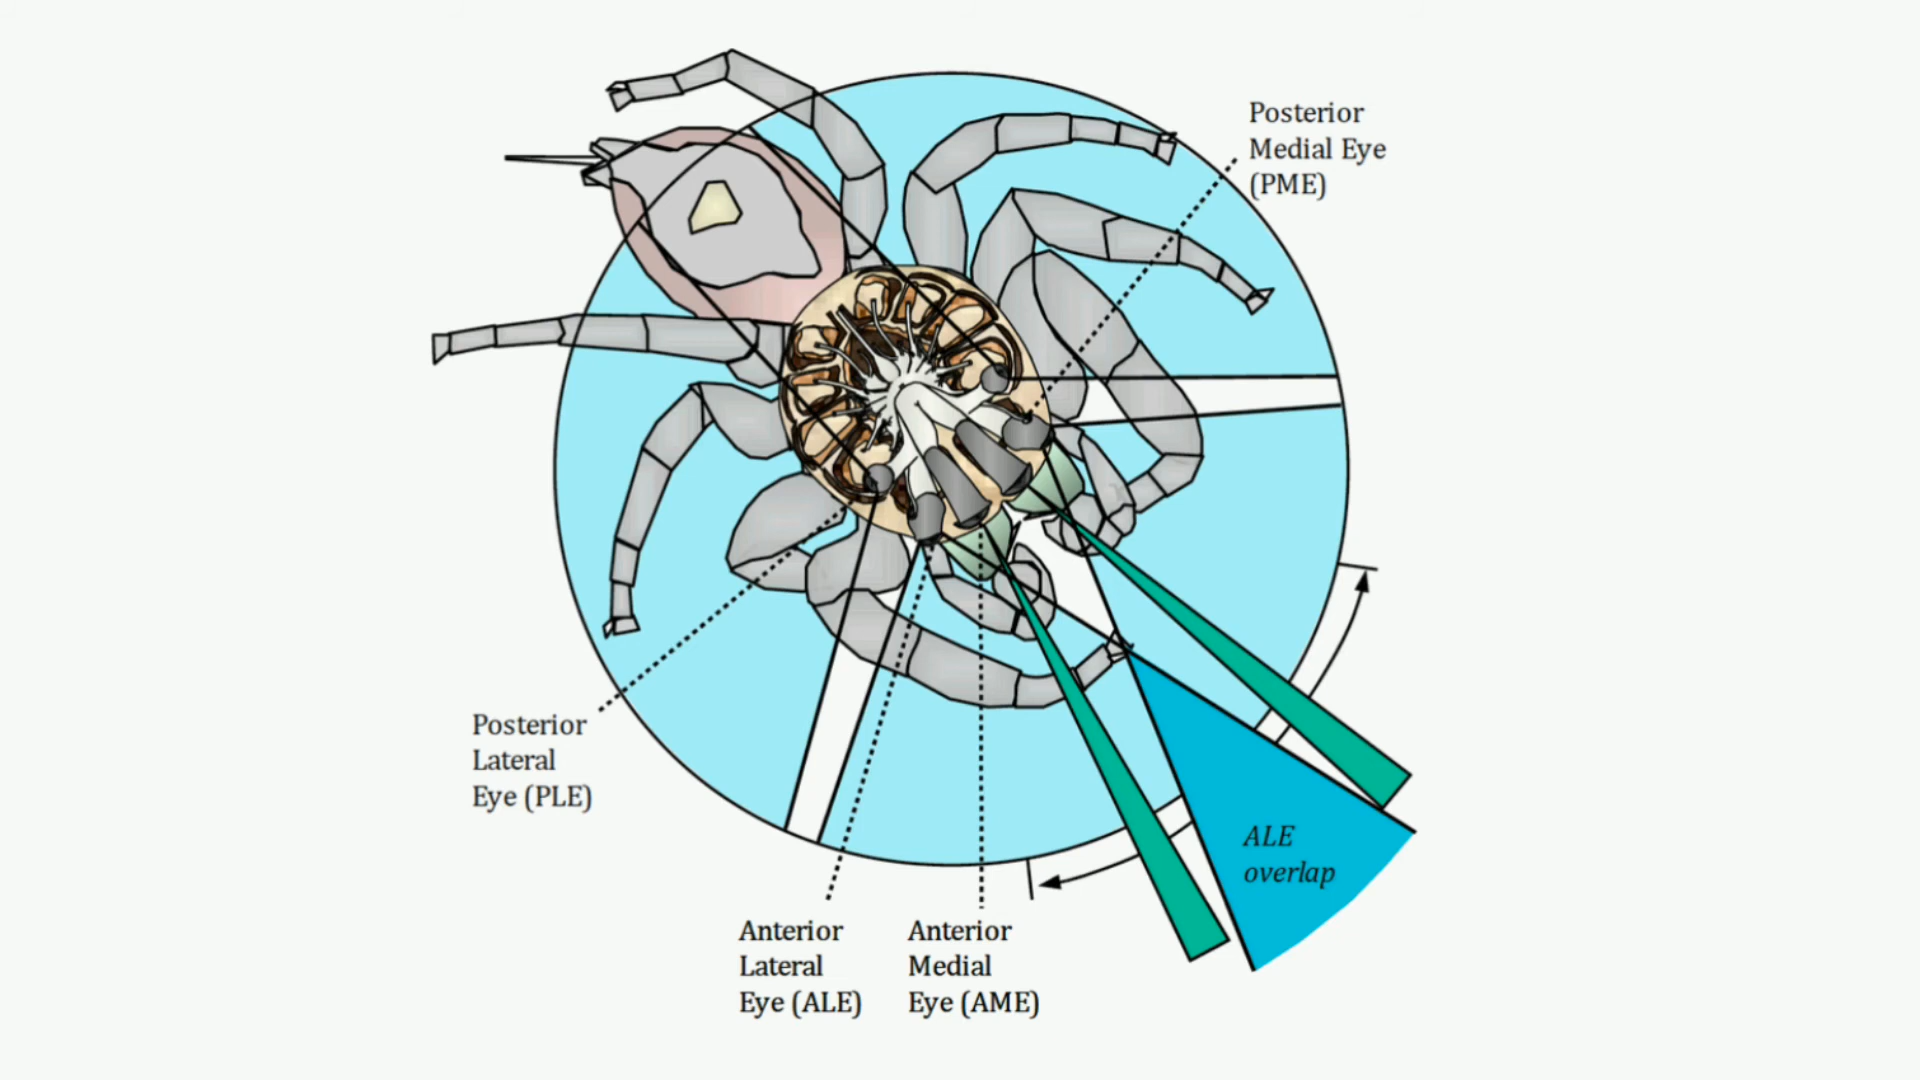 Posterior
Medial Eye
(PME)
Posterior
Lateral
Eye (PLE)
ALE
overlap
Anterior
Lateral
Eye (ALE)
Anterior
Medial
Eye (AME)